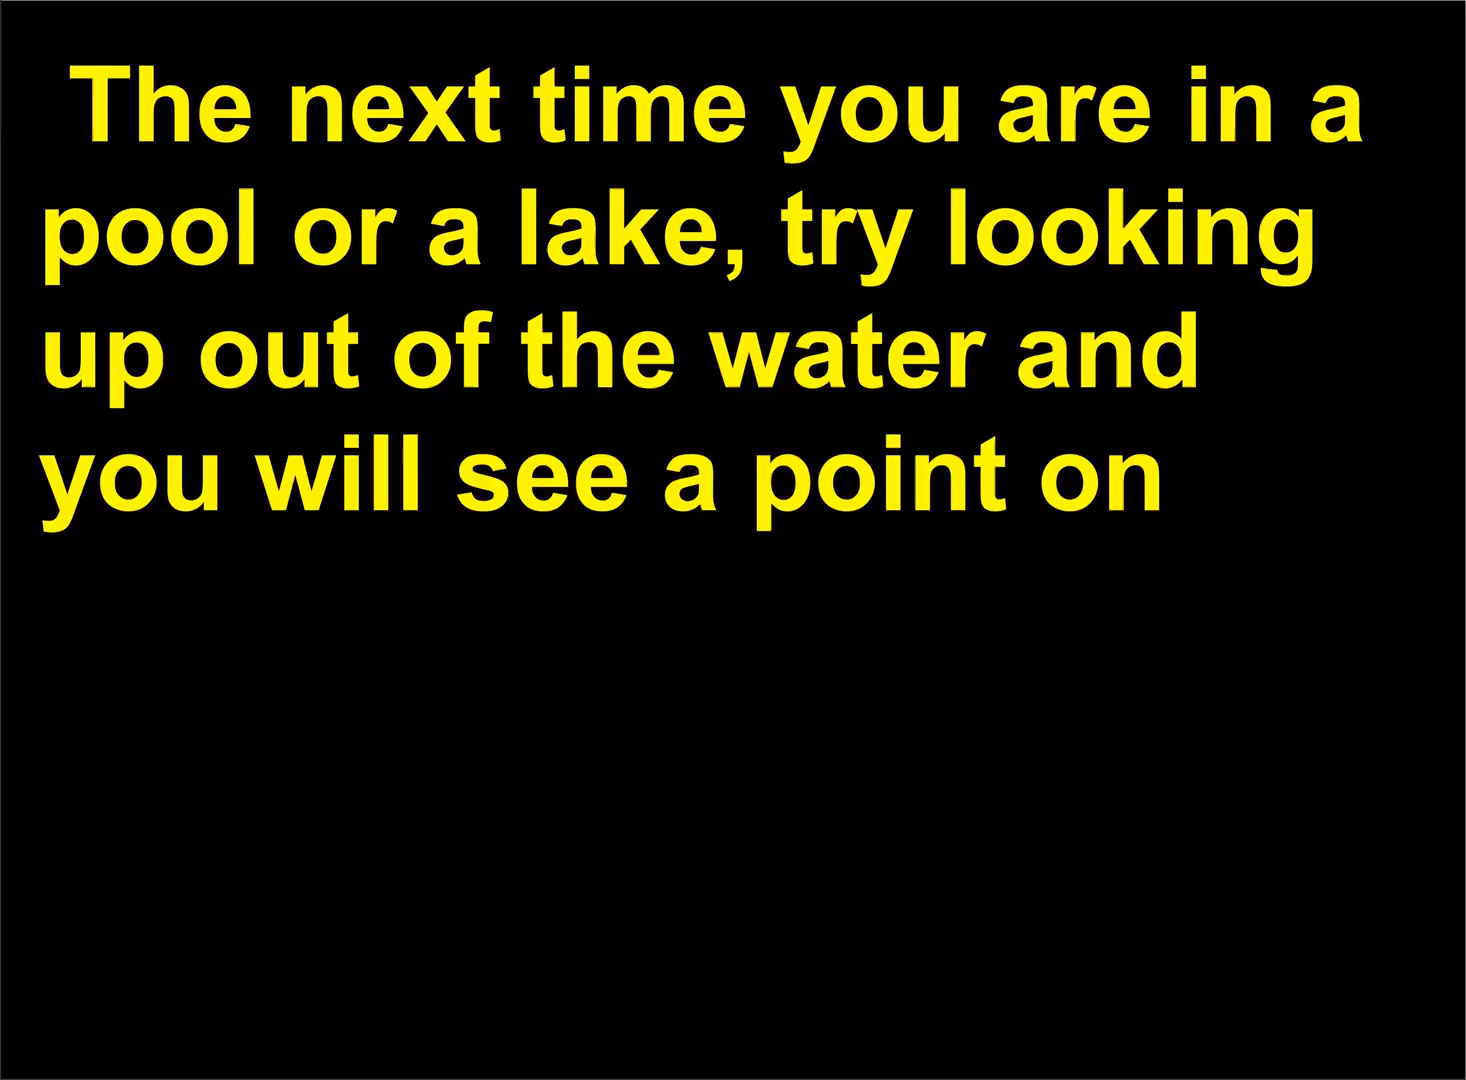 The next time you are in a
pool or a lake, try looking
up out of the water and
you will see a point on